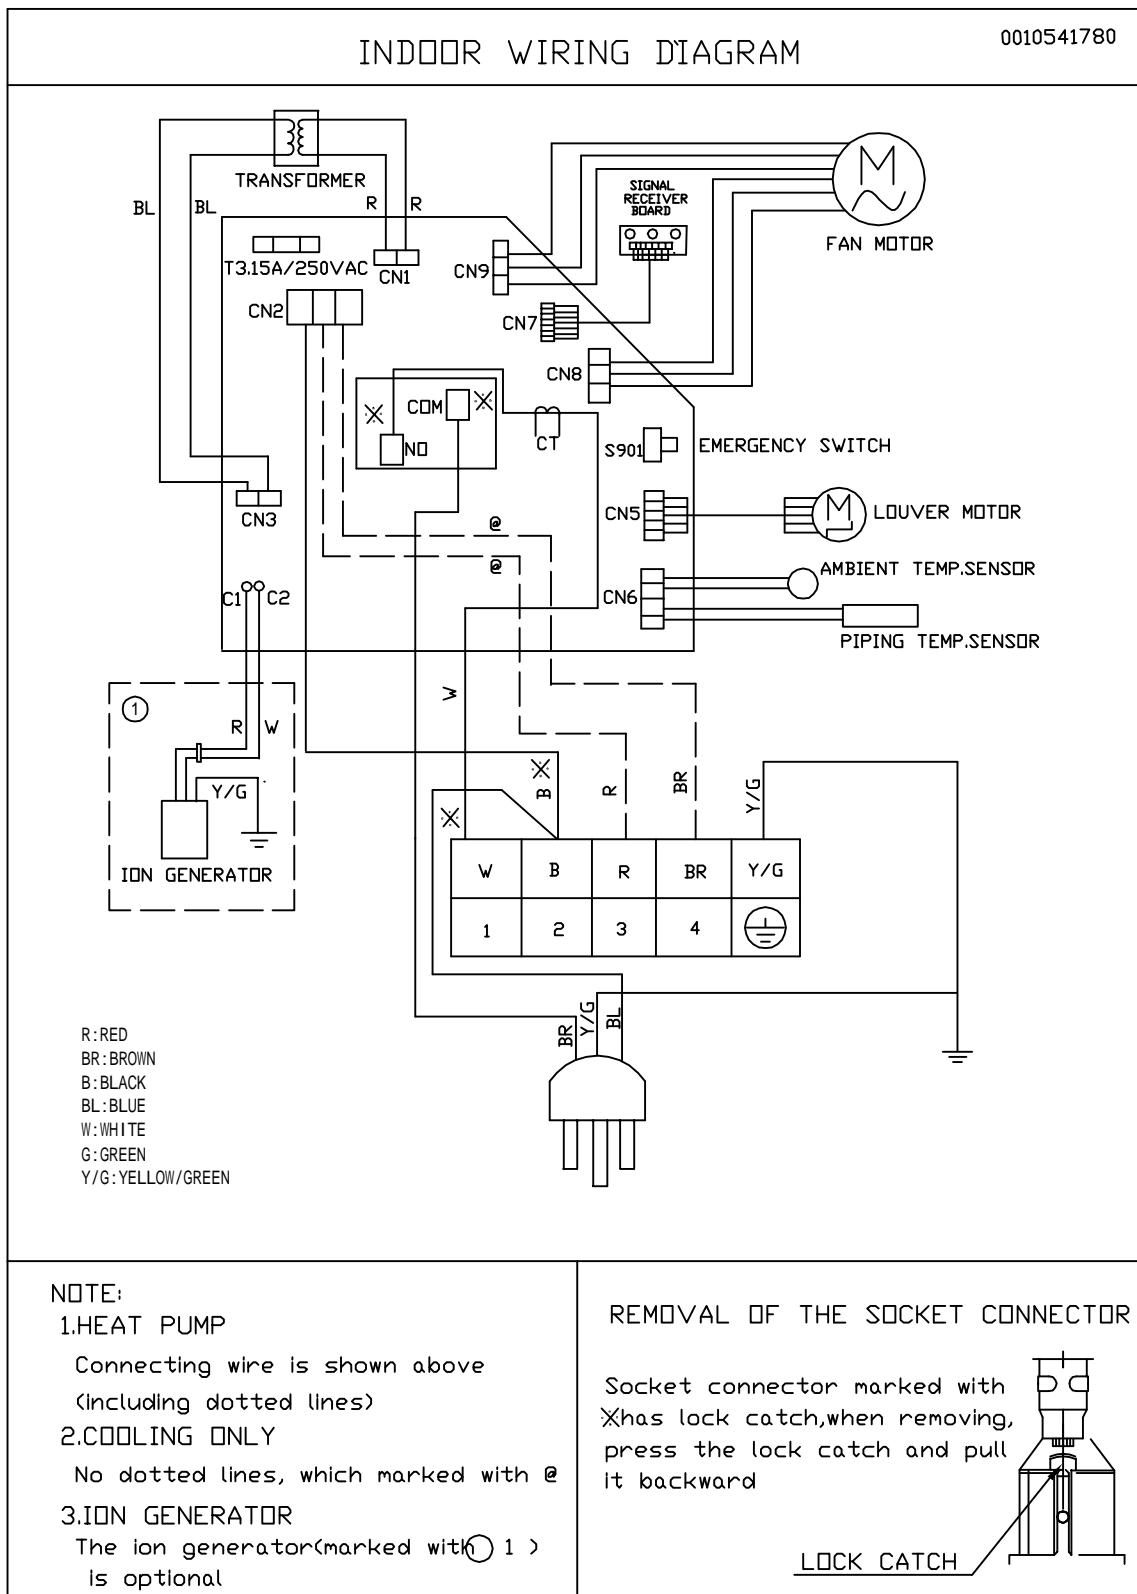 INDOOR WIRING DIAGRAM
0010541780
TRANSFORMER
BL
BL
R
R
SIGNAL
RECEIVER
BOARD
FAN MOTOR
T3.15A/250VAC
CN1
CN9
CN2
CN7
CN8
※
COM
※
NO
CT
S901
EMERGENCY SWITCH
CN3
@
CN5
LOUVER MOTOR
@
AMBIENT TEMP.SENSOR
C1
C2
CN6
PIPING TEMP.SENSOR
1
W
R
W
Y/G
※
B
R
BR
Y/G
※
ION GENERATOR
W B R BR Y/G
1 2 3 4
BR
Y/G
BL
R:RED
BR:BROWN
B:BLACK
BL:BLUE
W:WHITE
G:GREEN
Y/G:YELLOW/GREEN
M
M
NOTE:
1.HEAT PUMP
Connecting wire is shown above
(including dotted lines)
2.COOLING ONLY
No dotted lines, which marked with @
3.ION GENERATOR
The ion generator(marked with ○ 1 )
is optional
REMOVAL OF THE SOCKET CONNECTOR
Socket connector marked with
※has lock catch,when removing,
press the lock catch and pull
it backward
LOCK CATCH